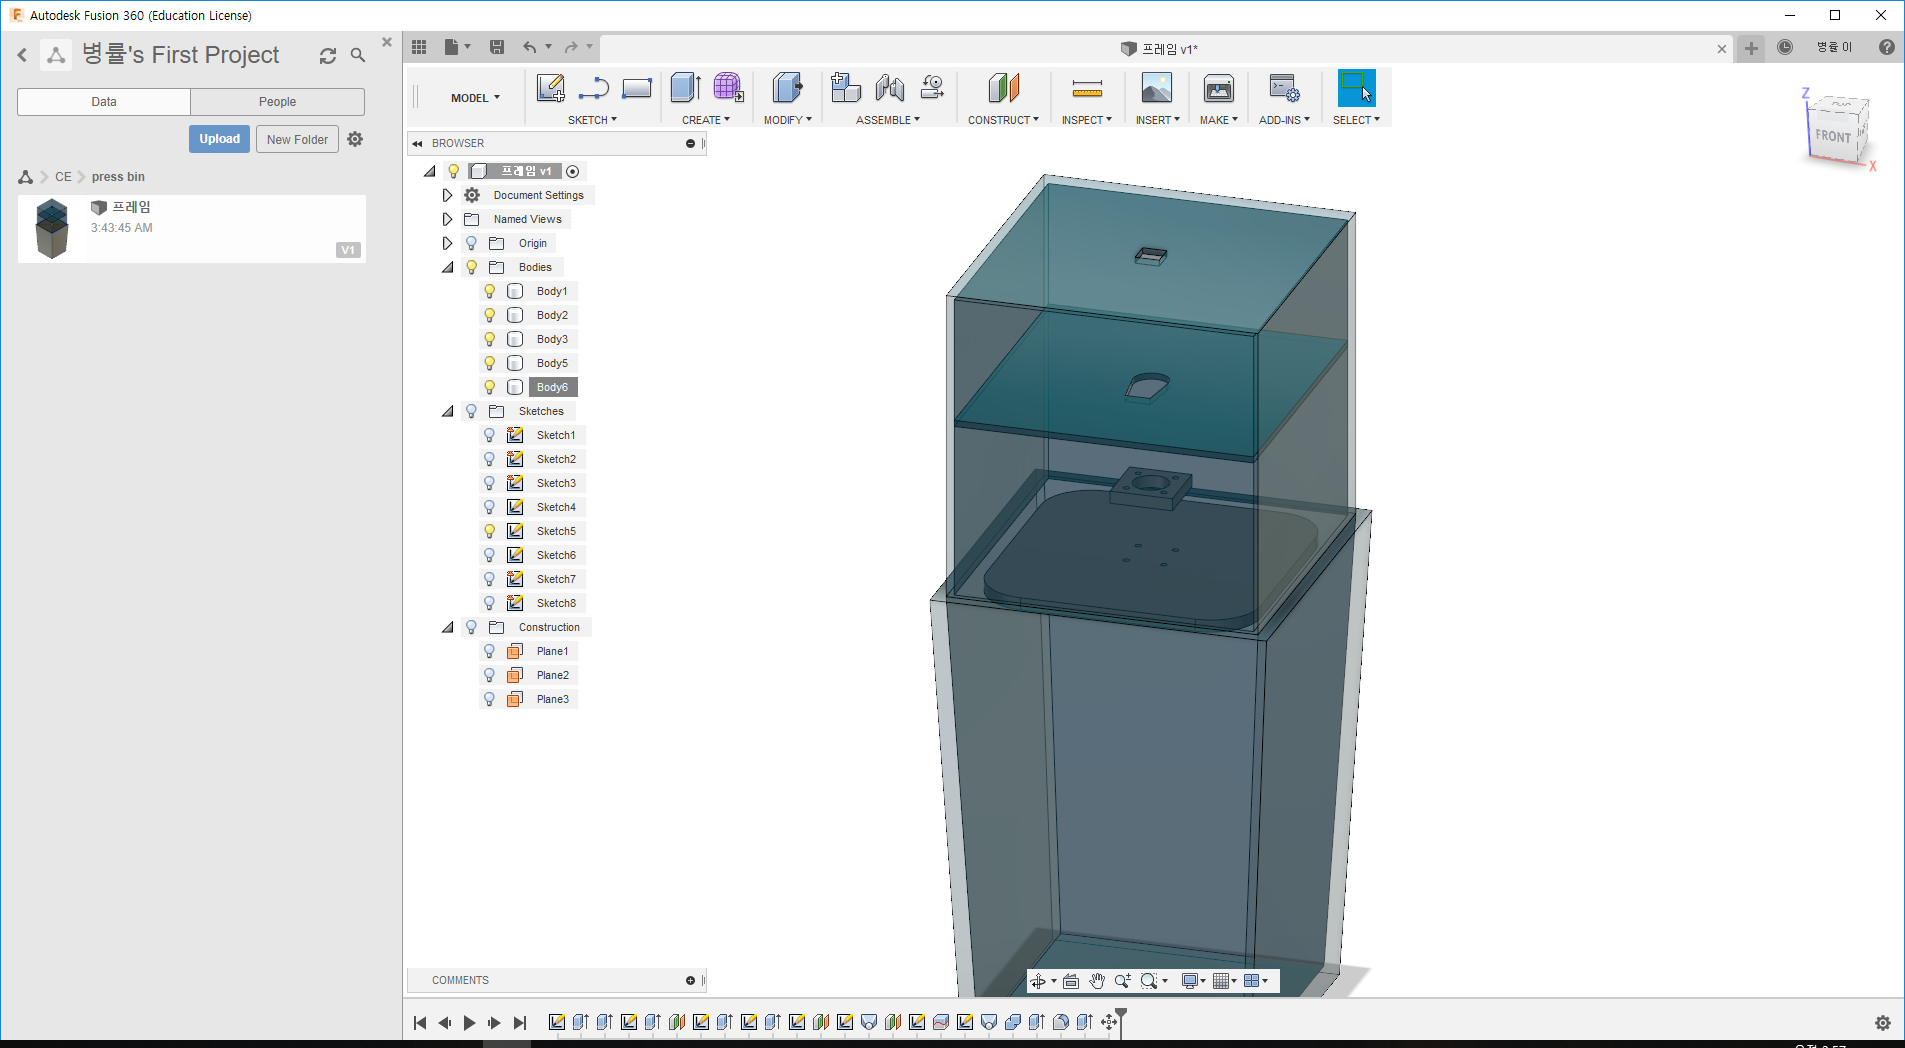 Autodesk Fusion 360 (Education License)
병률's First Project
Data
People
Upload
New Folder
CE
press bin
프레임
3:43:45 AM
V1
프레임 v1*
병률 이
MODEL
SKETCH
CREATE
MODIFY
ASSEMBLE
CONSTRUCT
INSPECT
INSERT
MAKE
ADD-INS
SELECT
BROWSER
프레임 v1
Document Settings
Named Views
Origin
Bodies
Body1
Body2
Body3
Body5
Body6
Sketches
Sketch1
Sketch2
Sketch3
Sketch4
Sketch5
Sketch6
Sketch7
Sketch8
Construction
Plane1
Plane2
Plane3
Z
FRONT
X
COMMENTS